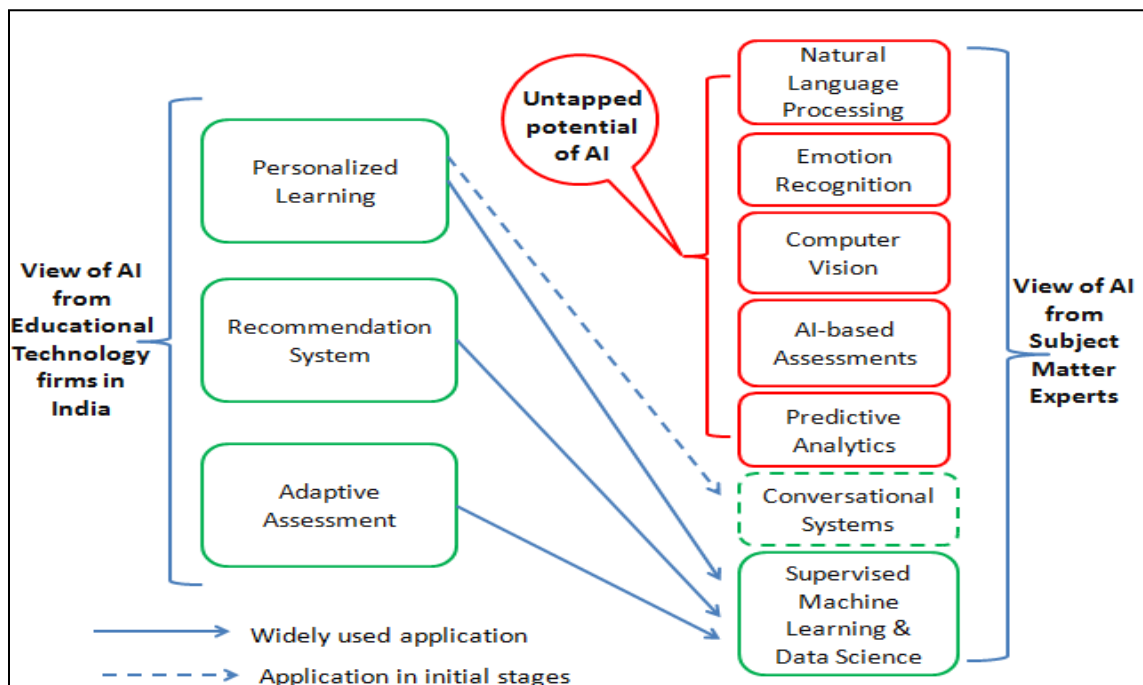 View of AI
from
Educational
Technology
firms in
India
Personalized
Learning
Recommendation
System
Adaptive
Assessment
Untapped
potential
of AI
Natural
Language
Processing
Emotion
Recognition
Computer
Vision
AI-based
Assessments
Predictive
Analytics
Conversational
Systems
Supervised
Machine
Learning &
Data Science
View of AI
from
Subject
Matter
Experts
Widely used application
Application in initial stages